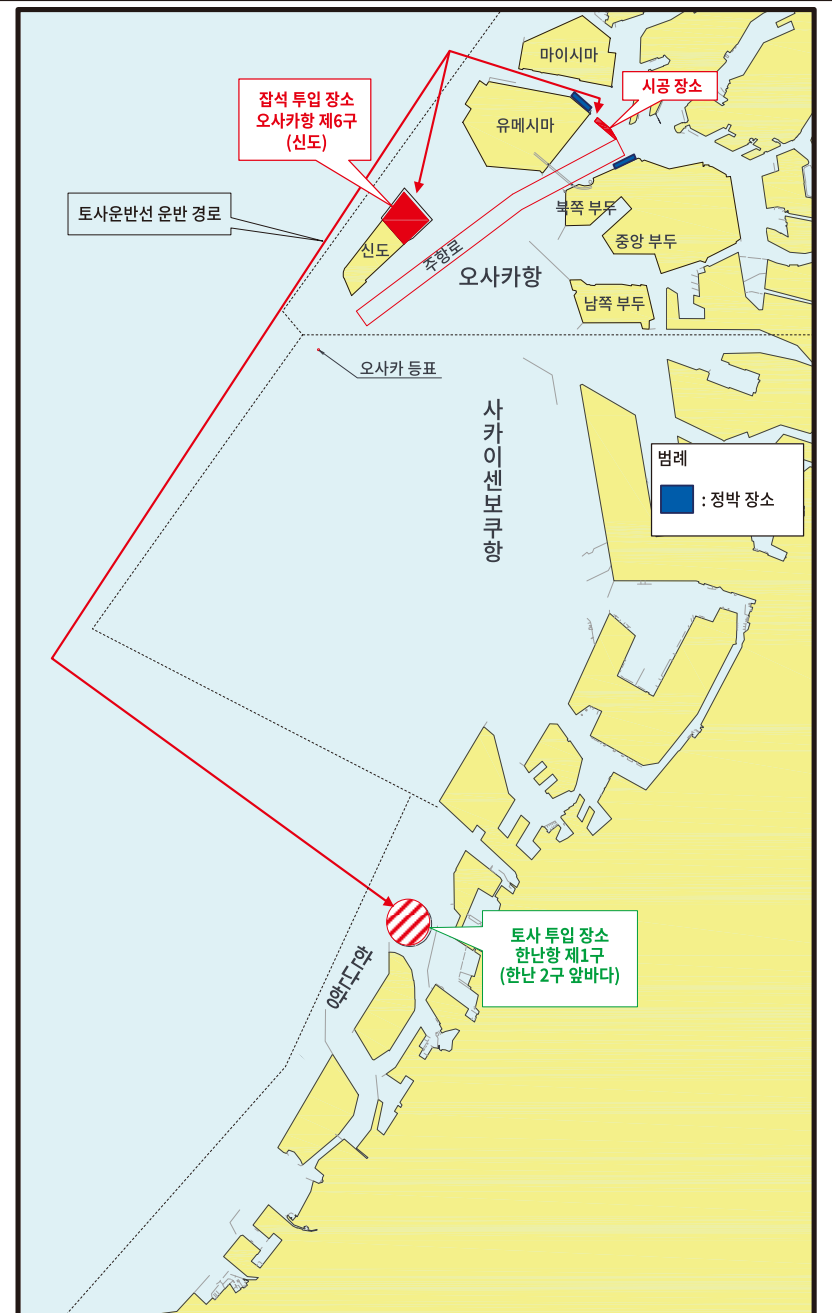 마이시마
시공 장소
잡석 투입 장소
오사카항 제6구
(신도)
유메시마
토사운반선 운반 경로
북쪽 부두
중앙 부두
신도
주항로
오사카항
남쪽 부두
오사카 등표
사카이센보쿠항
범례
: 정박 장소
토사 투입 장소
한난항 제1구
(한난 2구 앞바다)
한난항